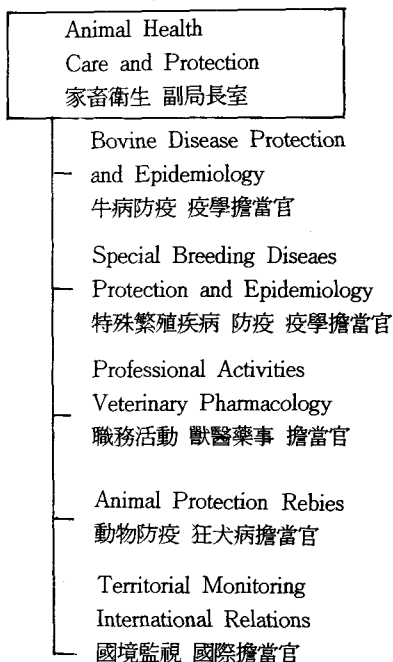 Animal Health
Care and Protection
家畜衛生 副局長室
Bovine Disease Protection
and Epidemiology
牛病防疫 疫學擔當官
Special Breeding Diseaes
Protection and Epidemiology
特殊繁殖疾病 防疫 疫學擔當官
Professional Activities
Veterinary Pharmacology
職務活動 獸醫藥事 擔當官
Animal Protection Rebies
動物防疫 狂犬病擔當官
Territorial Monitoring
International Relations
國境監視 國際擔當官